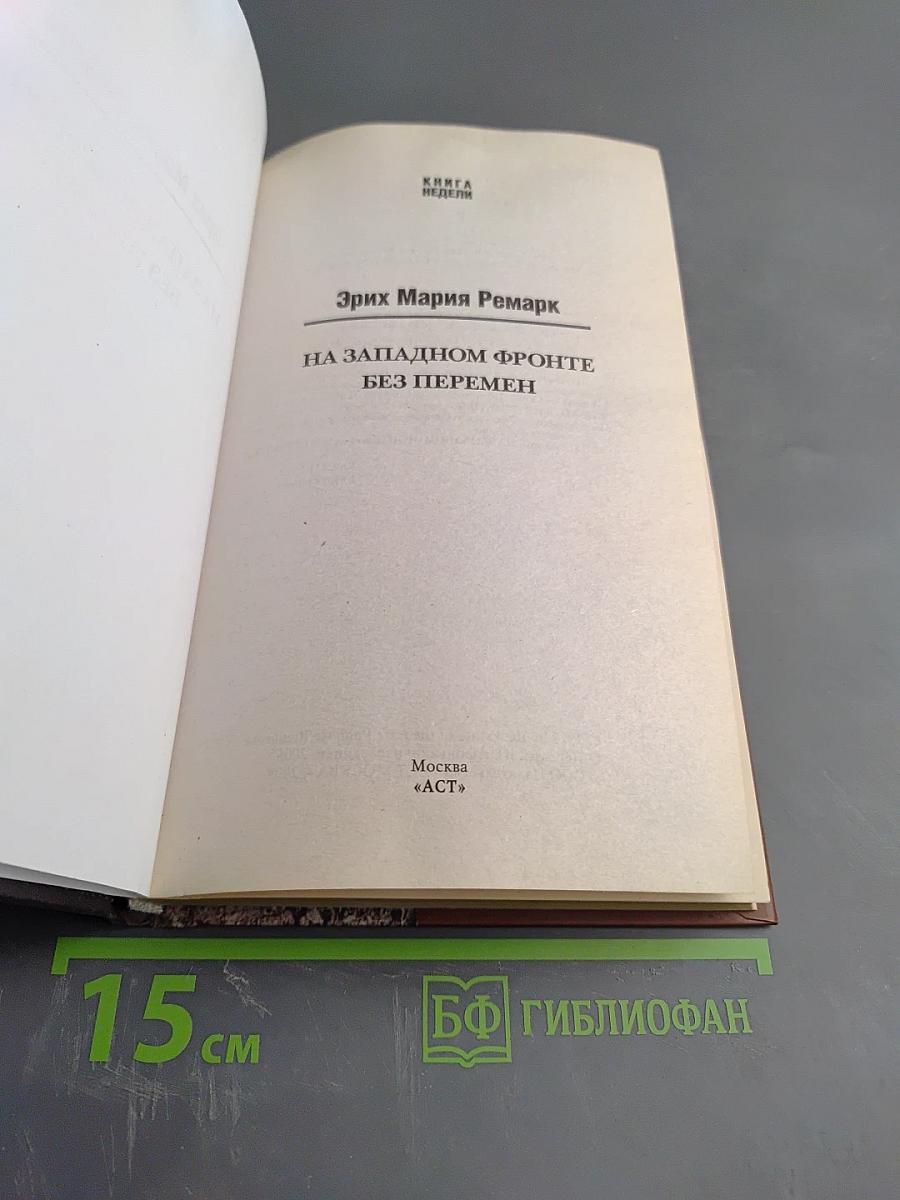 КНИГА
НЕДЕЛИ
Эрих Мария Ремарк
НА ЗАПАДНОМ ФРОНТЕ
БЕЗ ПЕРЕМЕН
Москва
«АСТ»
15 см
БФ ГИБЛИОФАН